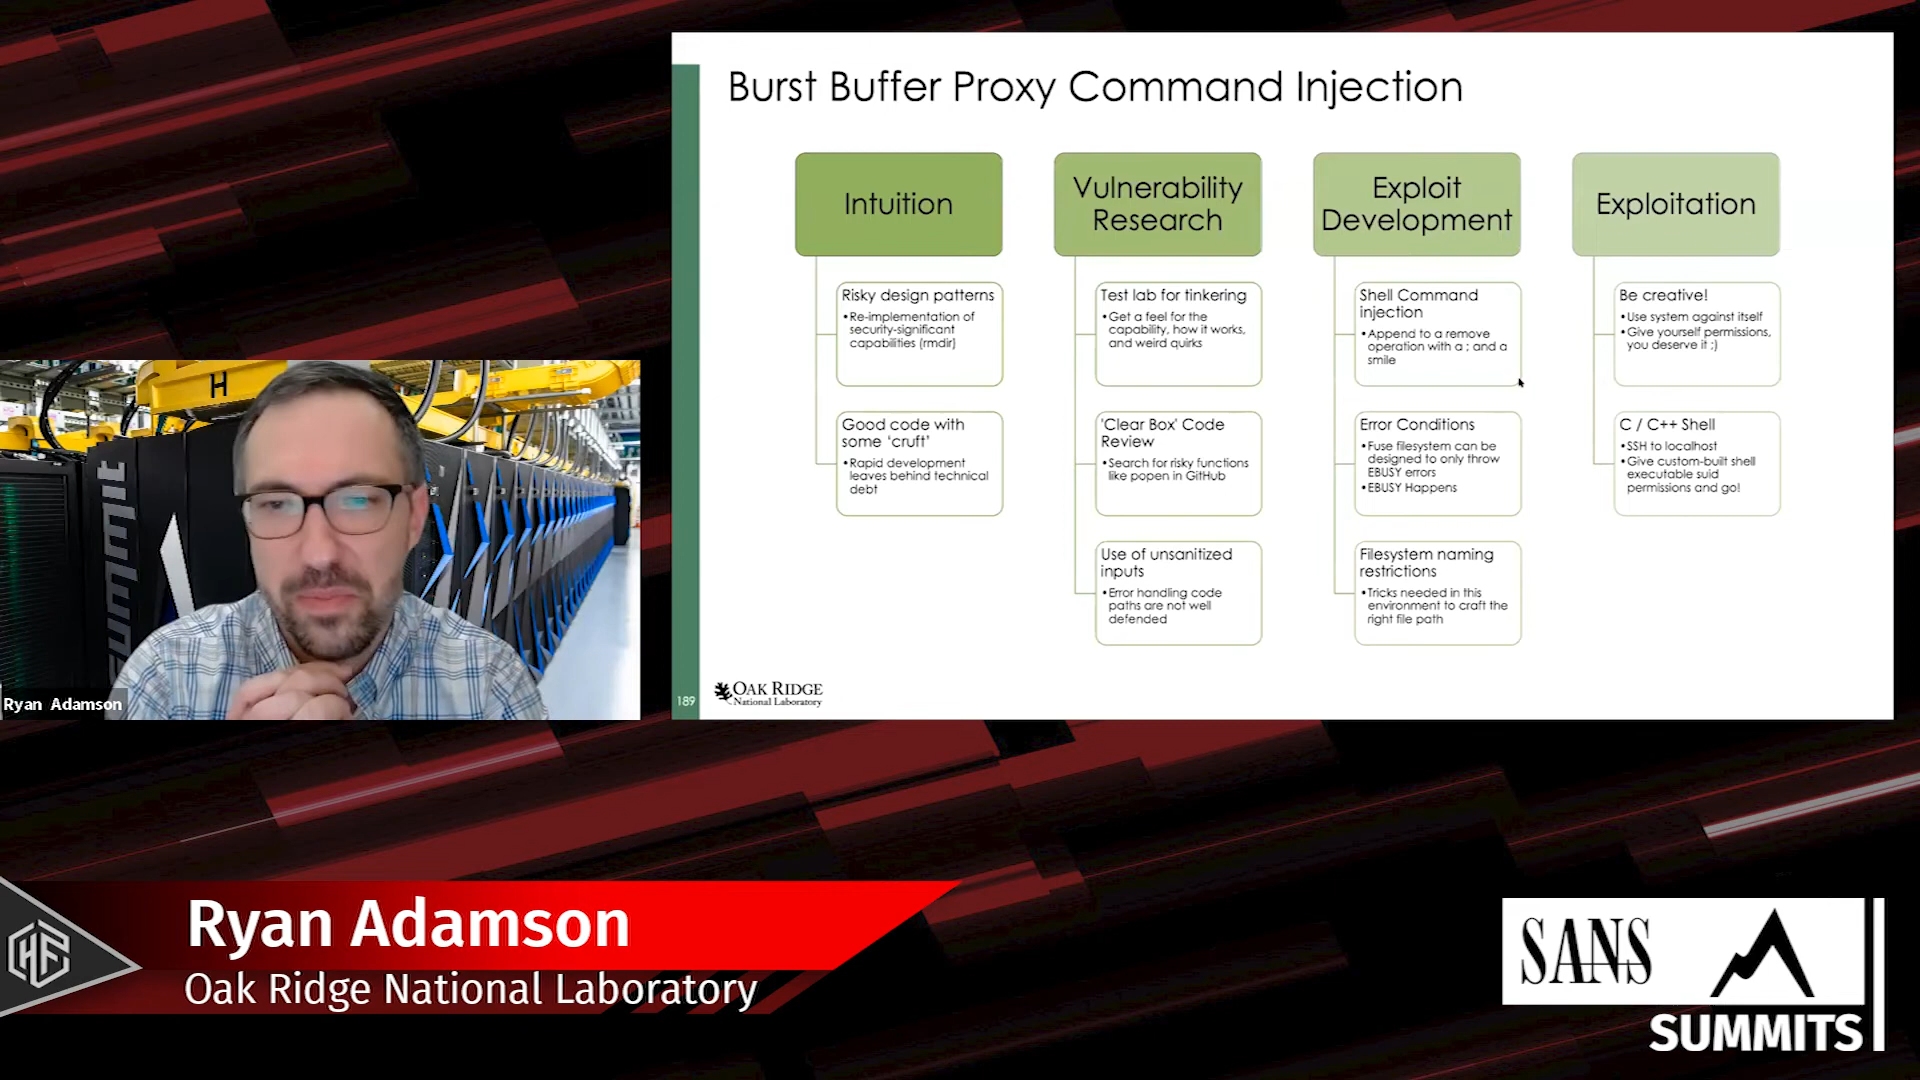 Burst Buffer Proxy Command Injection
Intuition
Risky design patterns
•Re-implementation of
security-significant
capabilities (rmdir)
Good code with
some ‘cruft’
•Rapid development
leaves behind technical
debt
Vulnerability
Research
Test lab for tinkering
•Get a feel for the
capability, how it works,
and weird quirks
'Clear Box' Code
Review
•Search for risky functions
like popen in GitHub
Use of unsanitized
inputs
•Error handling code
paths are not well
defended
Exploit
Development
Shell Command
injection
•Append to a remove
operation with a ; and a
smile
Error Conditions
•Fuse filesystem can be
designed to only throw
EBUSY errors
•EBUSY Happens
Filesystem naming
restrictions
•Tricks needed in this
environment to craft the
right file path
Exploitation
Be creative!
•Use system against itself
•Give yourself permissions,
you deserve it ;)
C / C++ Shell
•SSH to localhost
•Give custom-built shell
executable suid
permissions and go!
189
OAK RIDGE
National Laboratory
H
summit
Ryan Adamson
Ryan Adamson
Oak Ridge National Laboratory
HF
SANS
SUMMITS